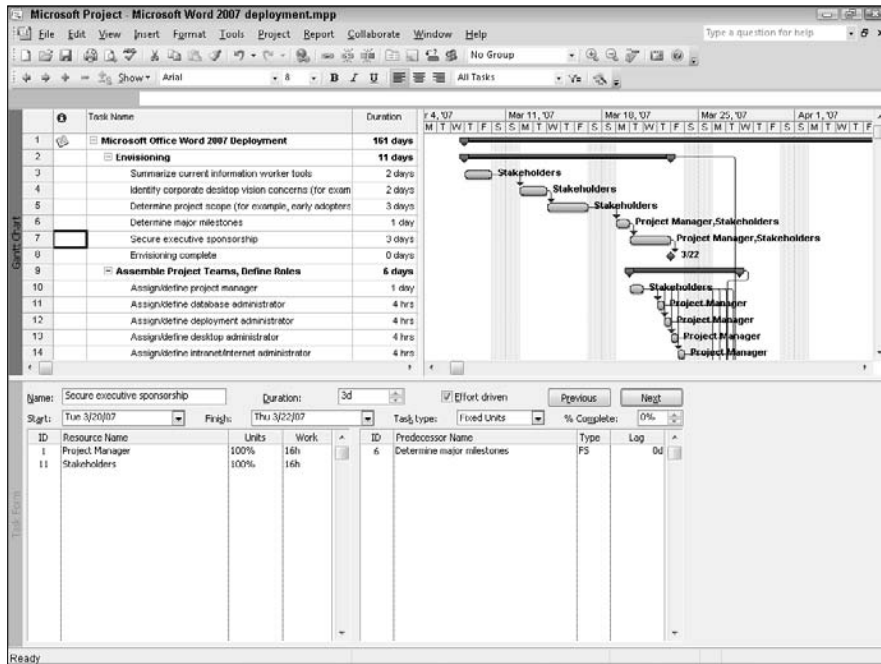 Microsoft Project - Microsoft Word 2007 deployment.mpp
File Edit View Insert Format Tools Project Report Collaborate Window Help Type a question for help
No Group
Show Arial 8 B I U All Tasks
Task Name Duration r 4, '07 Mar 11, '07 Mar 18, '07 Mar 25, '07 Apr 1, '07
M T W T F S S M T W T F S S M T W T F S S M T W T F S S M T W T F
1 Microsoft Office Word 2007 Deployment 161 days
2 Envisioning 11 days
3 Summarize current information worker tools 2 days Stakeholders
4 Identify corporate desktop vision concerns (for exam 2 days Stakeholders
5 Determine project scope (for example, early adopters 3 days Stakeholders
6 Determine major milestones 1 day Project Manager,Stakeholders
7 Secure executive sponsorship 3 days Project Manager,Stakeholders
8 Envisioning complete 0 days 3/22
9 Assemble Project Teams, Define Roles 6 days
10 Assign/define project manager 1 day Stakeholders
11 Assign/define database administrator 4 hrs Project Manager
12 Assign/define deployment administrator 4 hrs Project Manager
13 Assign/define desktop administrator 4 hrs Project Manager
14 Assign/define intranet/Internet administrator 4 hrs Project Manager
Gantt Chart
Name: Secure executive sponsorship Duration: 3d Effort driven Previous Next
Start: Tue 3/20/07 Finish: Thu 3/22/07 Task type: Fixed Units % Complete: 0%
ID Resource Name Units Work ID Predecessor Name Type Lag
1 Project Manager 100% 16h 6 Determine major milestones FS 0d
11 Stakeholders 100% 16h
Task Form
Ready